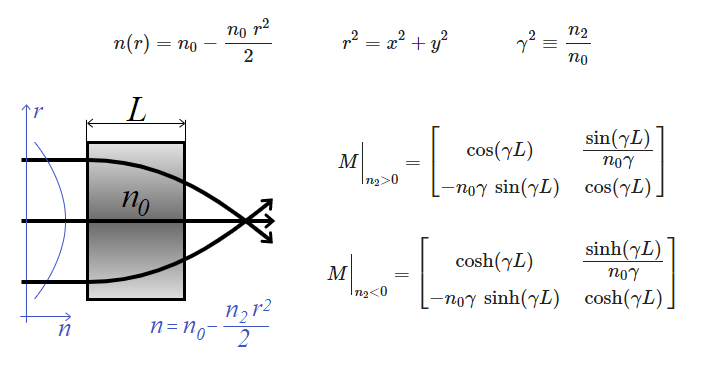 n(r) = n₀ − n₀ r² / 2    r² = x² + y²    γ² ≡ n₂ / n₀
r
L
M|ₙ₂>₀ = [ cos(γL)    sin(γL) / n₀γ
−n₀γ sin(γL)    cos(γL) ]
n₀
M|ₙ₂<₀ = [ cosh(γL)    sinh(γL) / n₀γ
−n₀γ sinh(γL)    cosh(γL) ]
n
n = n₀ − n₂ r² / 2